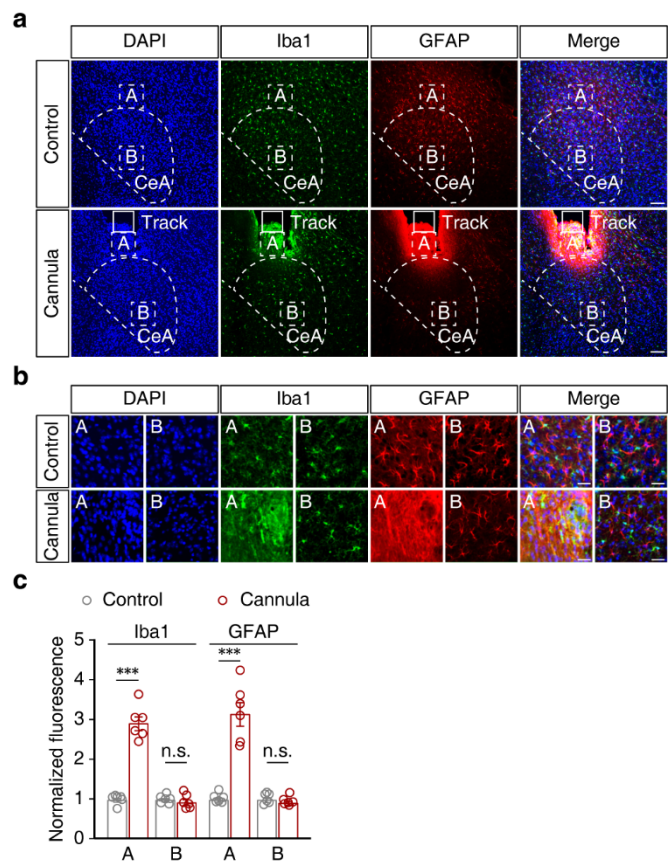 a
DAPI Iba1 GFAP Merge
Control
A A A A
B B B B
CeA CeA CeA CeA
Cannula
Track Track Track Track
A A A A
B B B B
CeA CeA CeA CeA
b
DAPI Iba1 GFAP Merge
Control
A B A B A B A B
Cannula
A B A B A B A B
c
Control Cannula
Iba1 GFAP
Normalized fluorescence
5
4
3
2
1
0
*** n.s. *** n.s.
A B A B